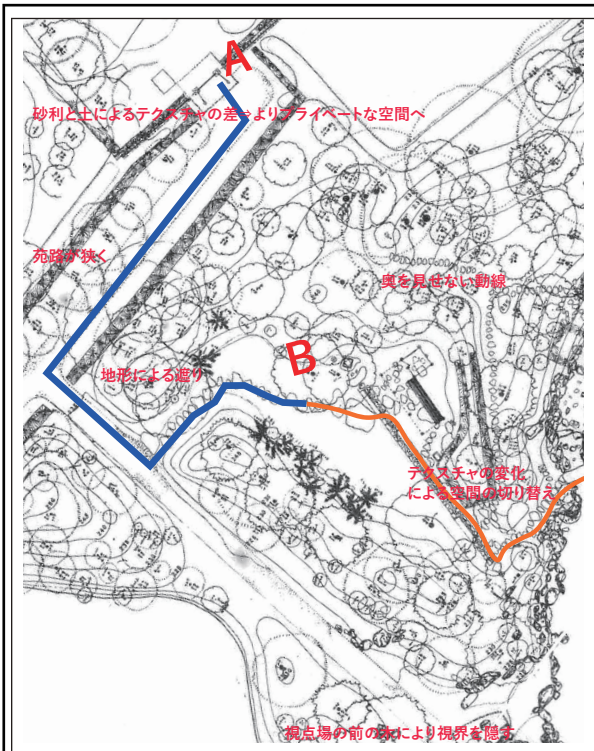 A
砂利と土によるテクスチャの差→よりプライベートな空間へ
苑路が狭く
奥を見せない動線
地形による遮り
B
テクスチャの変化
による空間の切り替え
視点場の前の木により視界を隠す